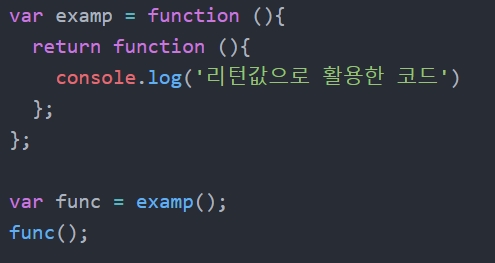 var examp = function (){
  return function (){
    console.log('리턴값으로 활용한 코드')
  };
};

var func = examp();
func();